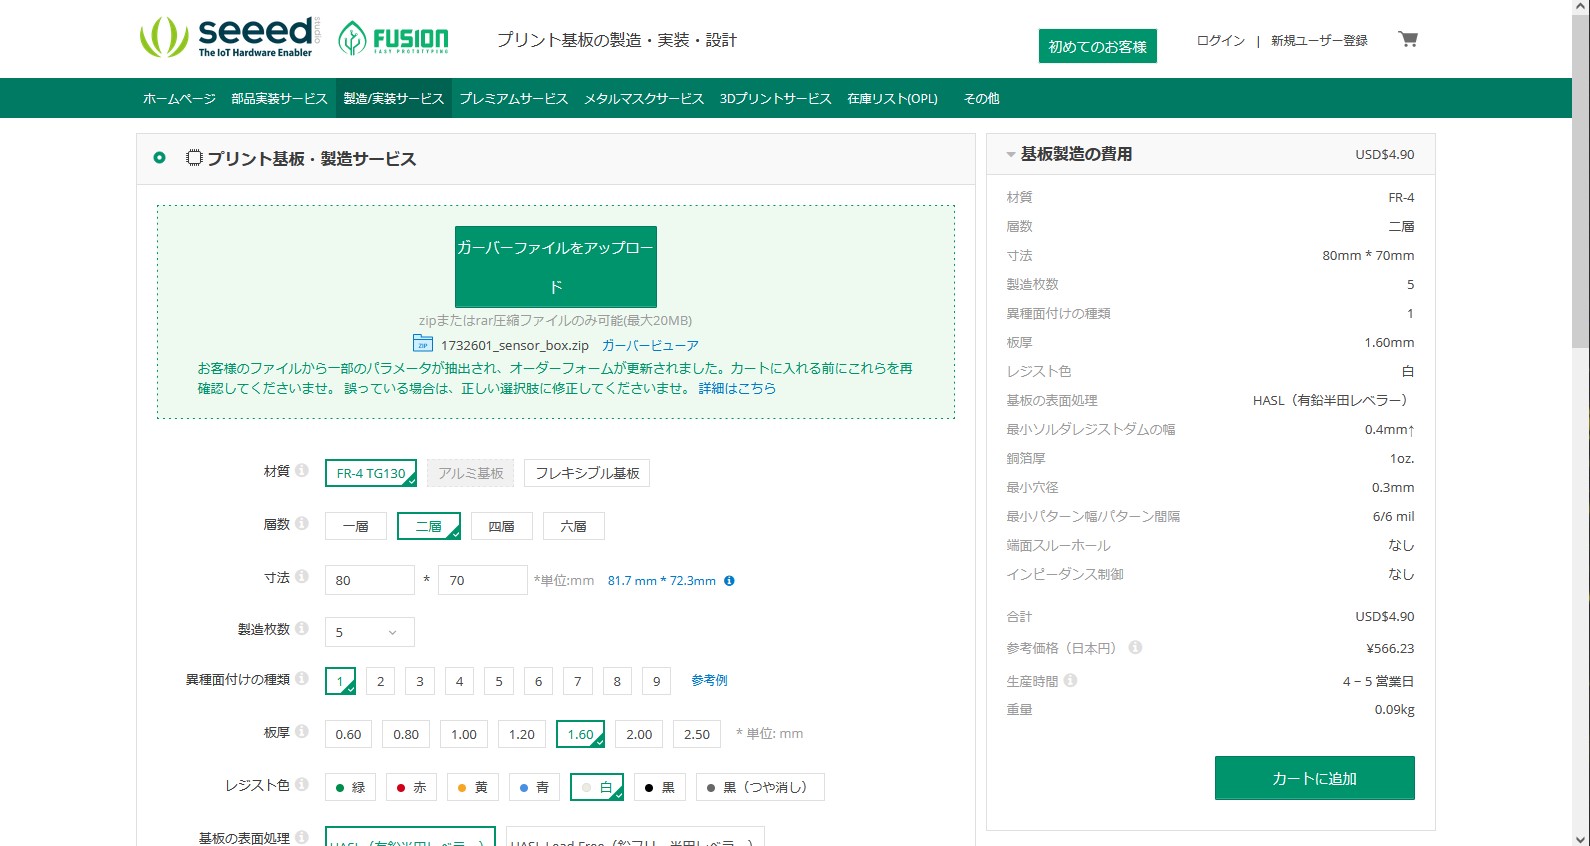 seeed studio
The IoT Hardware Enabler
FUSION
EASY PROTOTYPING
プリント基板の製造・実装・設計
初めてのお客様
ログイン | 新規ユーザー登録
ホームページ 部品実装サービス 製造/実装サービス プレミアムサービス メタルマスクサービス 3Dプリントサービス 在庫リスト(OPL) その他
プリント基板・製造サービス
ガーバーファイルをアップロー
ド
zipまたはrar圧縮ファイルのみ可能(最大20MB)
ZIP 1732601_sensor_box.zip ガーバービューア
お客様のファイルから一部のパラメータが抽出され、オーダーフォームが更新されました。カートに入れる前にこれらを再
確認してくださいませ。 誤っている場合は、正しい選択肢に修正してくださいませ。 詳細はこちら
材質 FR-4 TG130 アルミ基板 フレキシブル基板
層数 一層 二層 四層 六層
寸法 80 * 70 *単位:mm 81.7 mm * 72.3mm
製造枚数 5
異種面付けの種類 1 2 3 4 5 6 7 8 9 参考例
板厚 0.60 0.80 1.00 1.20 1.60 2.00 2.50 * 単位: mm
レジスト色 緑 赤 黄 青 白 黒 黒（つや消し）
基板の表面処理 HASL（有鉛半田レベラー） HASL Lead Free（鉛フリー半田レベラー）
基板製造の費用 USD$4.90
材質 FR-4
層数 二層
寸法 80mm * 70mm
製造枚数 5
異種面付けの種類 1
板厚 1.60mm
レジスト色 白
基板の表面処理 HASL（有鉛半田レベラー）
最小ソルダレジストダムの幅 0.4mm↑
銅箔厚 1oz.
最小穴径 0.3mm
最小パターン幅/パターン間隔 6/6 mil
端面スルーホール なし
インピーダンス制御 なし
合計 USD$4.90
参考価格（日本円） ¥566.23
生産時間 4 – 5 営業日
重量 0.09kg
カートに追加